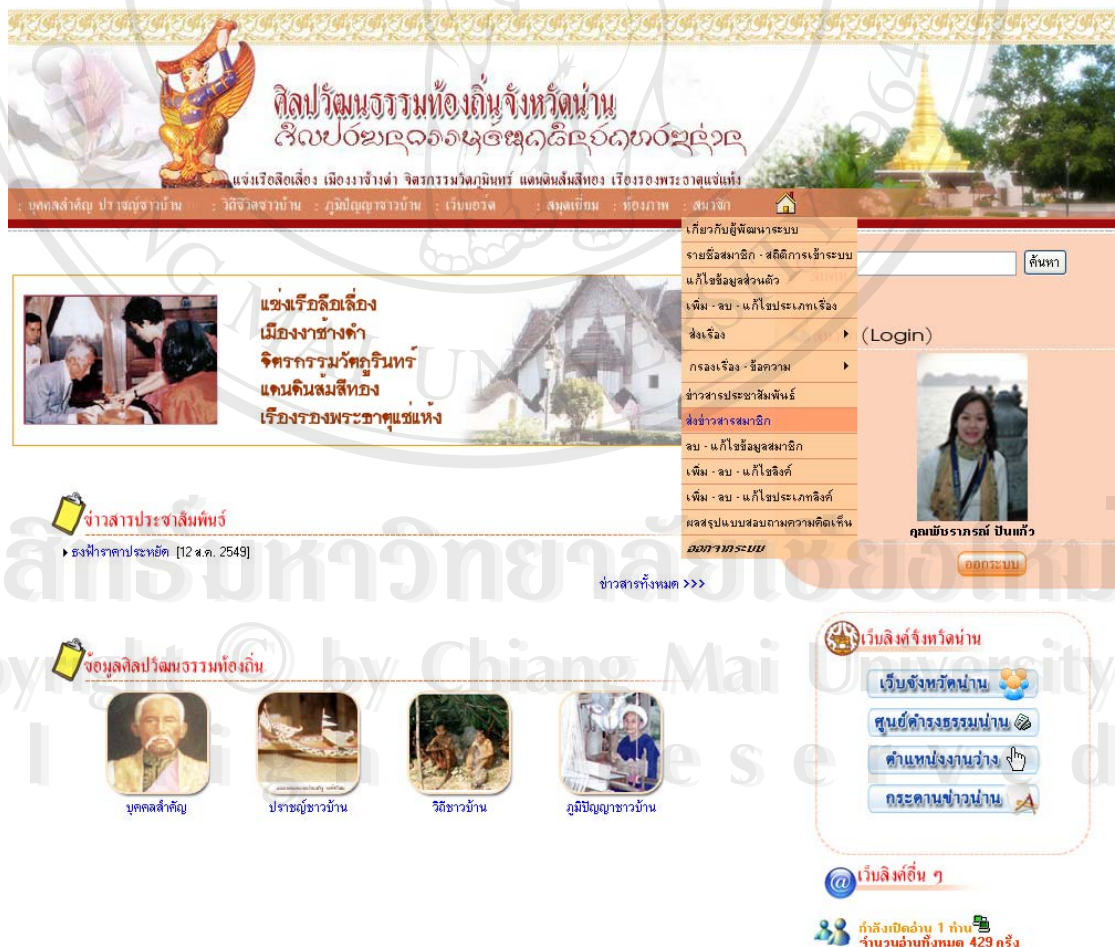 ศิลปวัฒนธรรมท้องถิ่นจังหวัดน่าน
แข่งเรือลือเลื่อง เมืองงาช้างดำ จิตรกรรมวัดภูมินทร์ แดนดินส้มสีทอง เรืองรองพระธาตุแช่แห้ง
: บุคคลสำคัญ ปราชญ์ชาวบ้าน : วิถีชีวิตชาวบ้าน : ภูมิปัญญาชาวบ้าน : เว็บบอร์ด : สมุดเยี่ยม : ห้องภาพ : สมาชิก
เกี่ยวกับผู้พัฒนาระบบ
รายชื่อสมาชิก - สถิติการเข้าระบบ
แก้ไขข้อมูลส่วนตัว
เพิ่ม - ลบ - แก้ไขประเภทเรื่อง
ส่งเรื่อง
กรองเรื่อง - ข้อความ
ข่าวสารประชาสัมพันธ์
ส่งข่าวสารสมาชิก
ลบ - แก้ไขข้อมูลสมาชิก
เพิ่ม - ลบ - แก้ไขลิงค์
เพิ่ม - ลบ - แก้ไขประเภทลิงค์
ผลสรุปแบบสอบถามความคิดเห็น
ออกจากระบบ
ค้นหา
(Login)
คุณพัชราภรณ์ ปันแก้ว
ออกระบบ
แข่งเรือลือเลื่อง
เมืองงาช้างดำ
จิตรกรรมวัดภูรินทร์
แดนดินส้มสีทอง
เรืองรองพระธาตุแช่แห้ง
ข่าวสารประชาสัมพันธ์
ธงฟ้าราคาประหยัด [12 ส.ค. 2549]
ข่าวสารทั้งหมด >>>
ข้อมูลศิลปวัฒนธรรมท้องถิ่น
บุคคลสำคัญ
ปราชญ์ชาวบ้าน
วิถีชาวบ้าน
ภูมิปัญญาชาวบ้าน
เว็บลิงค์จังหวัดน่าน
เว็บจังหวัดน่าน
ศูนย์ดำรงธรรมน่าน
ตำแหน่งงานว่าง
กระดานข่าวน่าน
เว็บลิงค์อื่น ๆ
กำลังเปิดอ่าน 1 ท่าน
จำนวนอ่านทั้งหมด 429 ครั้ง